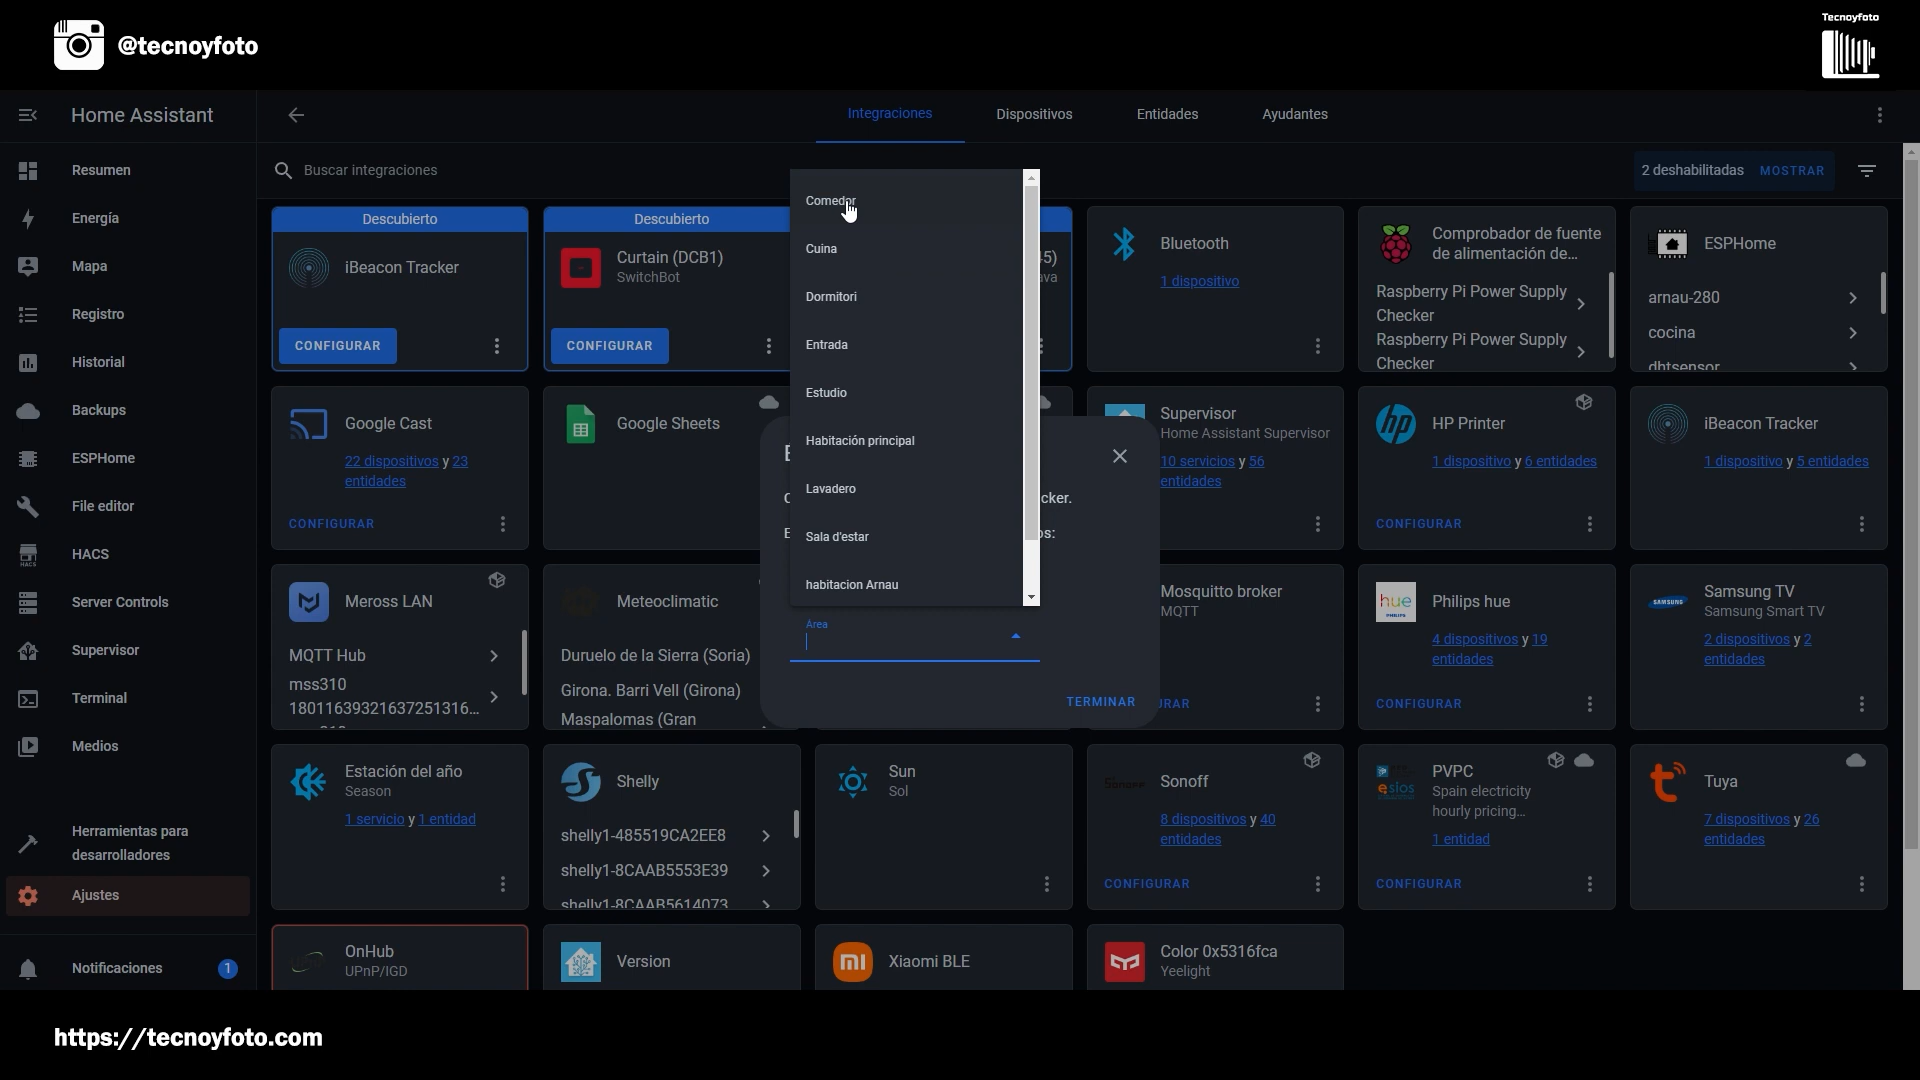 @tecnoyfoto
Tecnoyfoto
Home Assistant
Integraciones
Dispositivos
Entidades
Ayudantes
Buscar integraciones
2 deshabilitadas
MOSTRAR
Resumen
Energía
Mapa
Registro
Historial
Backups
ESPHome
File editor
HACS
Server Controls
Supervisor
Terminal
Medios
Herramientas para
desarrolladores
Ajustes
Notificaciones
1
Descubierto
iBeacon Tracker
CONFIGURAR
Descubierto
Curtain (DCB1)
SwitchBot
CONFIGURAR
Bluetooth
1 dispositivo
Comprobador de fuente
de alimentación de...
Raspberry Pi Power Supply
Checker
Raspberry Pi Power Supply
Checker
ESPHome
arnau-280
cocina
dhtsensor
Comedor
Cuina
Dormitori
Entrada
Estudio
Habitación principal
Lavadero
Sala d'estar
habitacion Arnau
Área
TERMINAR
Google Cast
22 dispositivos y 23
entidades
CONFIGURAR
Google Sheets
Supervisor
Home Assistant Supervisor
10 servicios y 56
entidades
HP Printer
1 dispositivo y 6 entidades
CONFIGURAR
iBeacon Tracker
1 dispositivo y 5 entidades
Meross LAN
MQTT Hub
mss310
18011639321637251316...
Meteoclimatic
Duruelo de la Sierra (Soria)
Girona. Barri Vell (Girona)
Maspalomas (Gran
Mosquitto broker
MQTT
hue
PHILIPS
Philips hue
4 dispositivos y 19
entidades
CONFIGURAR
SAMSUNG
Samsung TV
Samsung Smart TV
2 dispositivos y 2
entidades
Estación del año
Season
1 servicio y 1 entidad
Shelly
shelly1-485519CA2EE8
shelly1-8CAAB5553E39
shelly1-8CAAB5614073
Sun
Sol
SONOFF
Sonoff
8 dispositivos y 40
entidades
CONFIGURAR
esios
PVPC
Spain electricity
hourly pricing...
1 entidad
CONFIGURAR
Tuya
7 dispositivos y 26
entidades
OnHub
UPnP/IGD
Version
Xiaomi BLE
Color 0x5316fca
Yeelight
https://tecnoyfoto.com